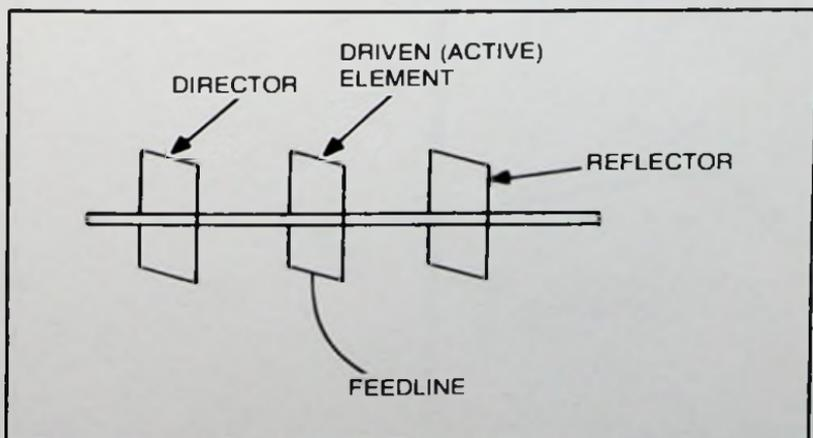 DRIVEN (ACTIVE)
ELEMENT
DIRECTOR
REFLECTOR
FEEDLINE